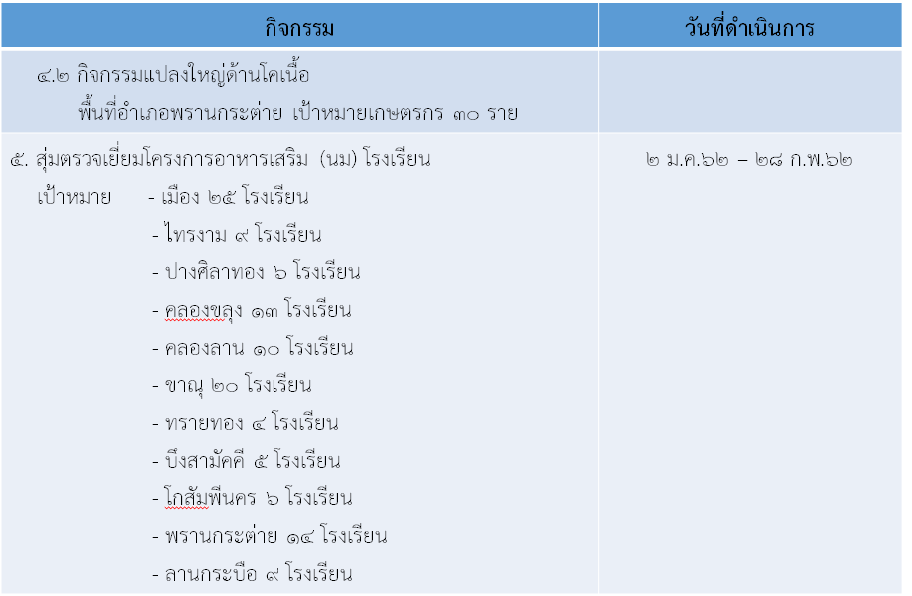 กิจกรรม วันที่ดำเนินการ
๔.๒ กิจกรรมแปลงใหญ่ด้านโคเนื้อ
พื้นที่อำเภอพรานกระต่าย เป้าหมายเกษตรกร ๓๐ ราย
๕. สุ่มตรวจเยี่ยมโครงการอาหารเสริม (นม) โรงเรียน ๒ ม.ค.๖๒ – ๒๘ ก.พ.๖๒
เป้าหมาย - เมือง ๒๕ โรงเรียน
- ไทรงาม ๙ โรงเรียน
- ปางศิลาทอง ๖ โรงเรียน
- คลองขลุง ๑๓ โรงเรียน
- คลองลาน ๑๐ โรงเรียน
- ขาณุ ๒๐ โรงเรียน
- ทรายทอง ๔ โรงเรียน
- บึงสามัคคี ๕ โรงเรียน
- โกสัมพีนคร ๖ โรงเรียน
- พรานกระต่าย ๑๔ โรงเรียน
- ลานกระบือ ๙ โรงเรียน